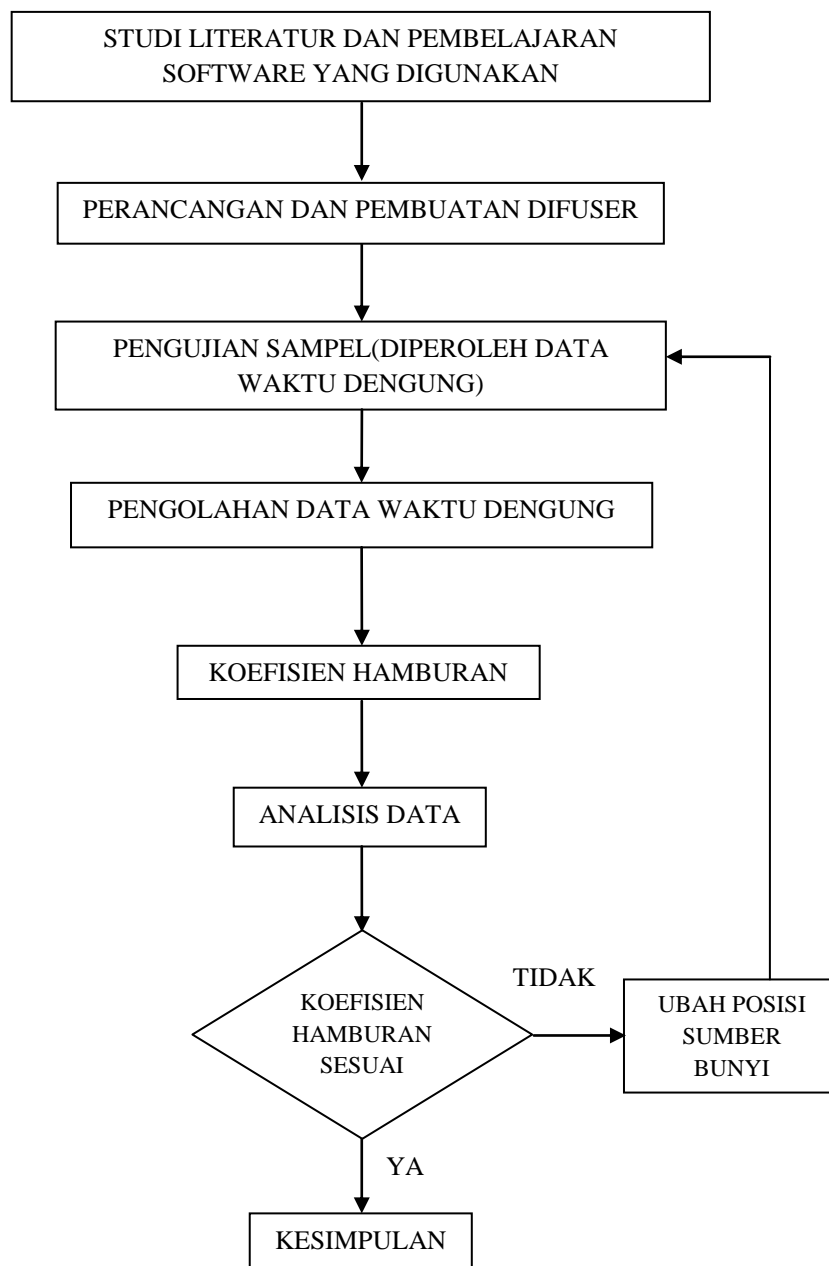 STUDI LITERATUR DAN PEMBELAJARAN
SOFTWARE YANG DIGUNAKAN
PERANCANGAN DAN PEMBUATAN DIFUSER
PENGUJIAN SAMPEL(DIPEROLEH DATA
WAKTU DENGUNG)
PENGOLAHAN DATA WAKTU DENGUNG
KOEFISIEN HAMBURAN
ANALISIS DATA
KOEFISIEN
HAMBURAN
SESUAI
TIDAK
UBAH POSISI
SUMBER
BUNYI
YA
KESIMPULAN